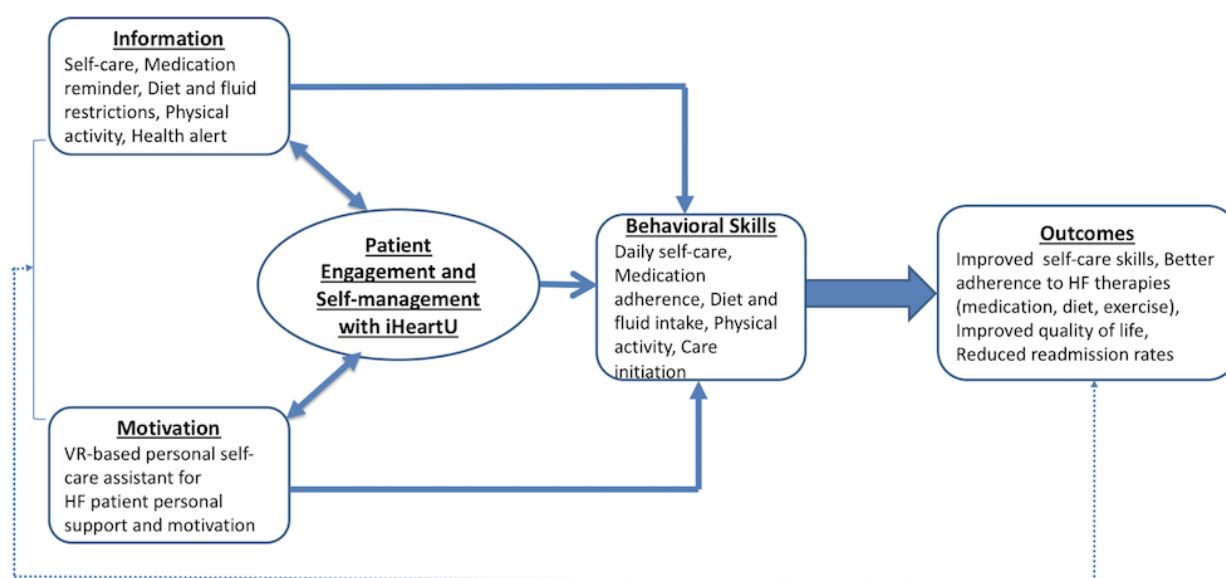 Information
Self-care, Medication
reminder, Diet and fluid
restrictions, Physical
activity, Health alert
Patient
Engagement and
Self-management
with iHeartU
Motivation
VR-based personal self-
care assistant for
HF patient personal
support and motivation
Behavioral Skills
Daily self-care,
Medication
adherence, Diet and
fluid intake, Physical
activity, Care
initiation
Outcomes
Improved self-care skills, Better
adherence to HF therapies
(medication, diet, exercise),
Improved quality of life,
Reduced readmission rates